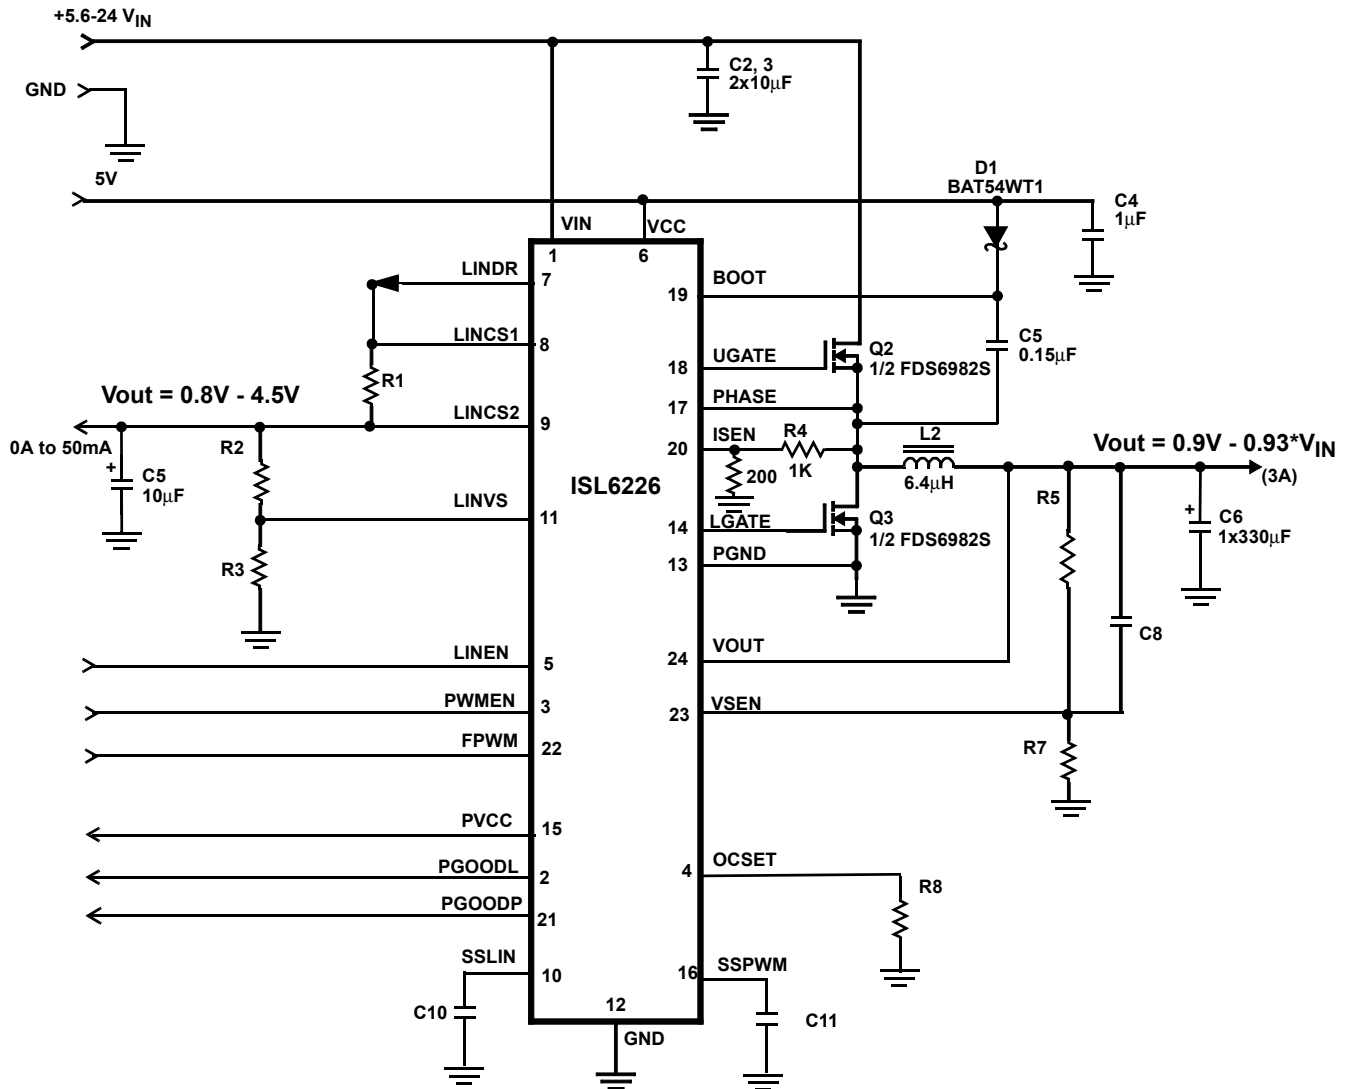 +5.6-24 VIN
GND
C2, 3
2x10μF
5V
D1
BAT54WT1
C4
1μF
VIN
VCC
1
6
LINDR
7
19
BOOT
LINCS1
8
C5
0.15μF
R1
18
UGATE
Q2
1/2 FDS6982S
Vout = 0.8V - 4.5V
LINCS2
9
17
PHASE
0A to 50mA
R2
+
C5
10μF
20
ISEN
R4
1K
200
L2
6.4μH
Vout = 0.9V - 0.93*VIN
(3A)
ISL6226
R5
LINVS
11
14
LGATE
Q3
1/2 FDS6982S
+
C6
1x330μF
R3
13
PGND
C8
LINEN
5
24
VOUT
PWMEN
3
23
VSEN
FPWM
22
R7
PVCC
15
PGOODL
2
4
OCSET
R8
PGOODP
21
SSLIN
10
16
SSPWM
C10
12
GND
C11